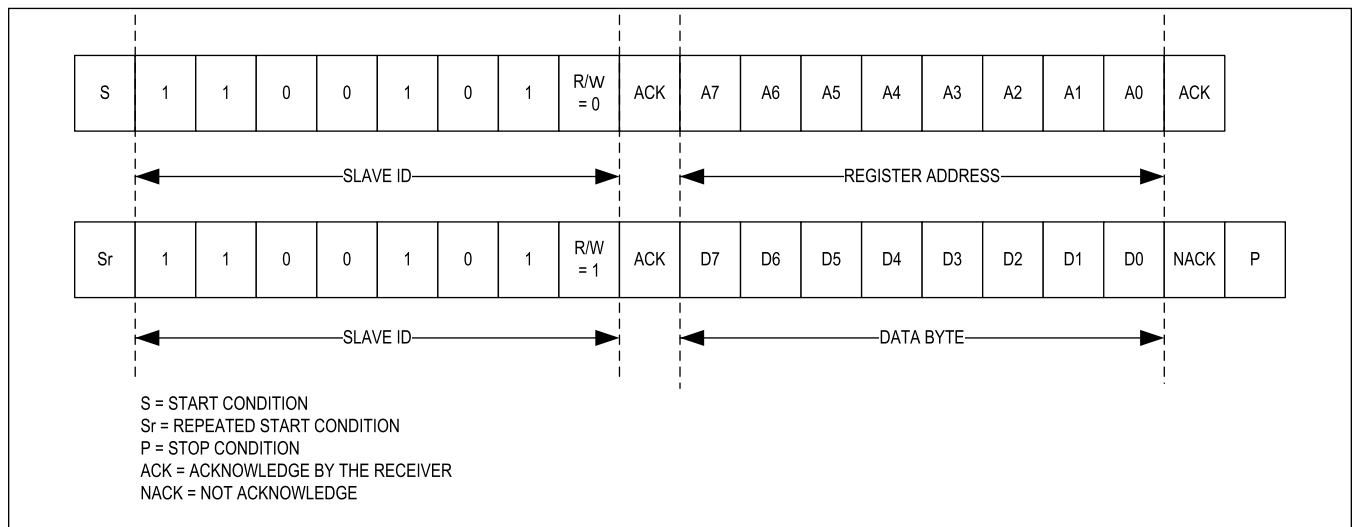 S 1 1 0 0 1 0 1 R/W = 0 ACK A7 A6 A5 A4 A3 A2 A1 A0 ACK
SLAVE ID REGISTER ADDRESS
Sr 1 1 0 0 1 0 1 R/W = 1 ACK D7 D6 D5 D4 D3 D2 D1 D0 NACK P
SLAVE ID DATA BYTE
S = START CONDITION
Sr = REPEATED START CONDITION
P = STOP CONDITION
ACK = ACKNOWLEDGE BY THE RECEIVER
NACK = NOT ACKNOWLEDGE